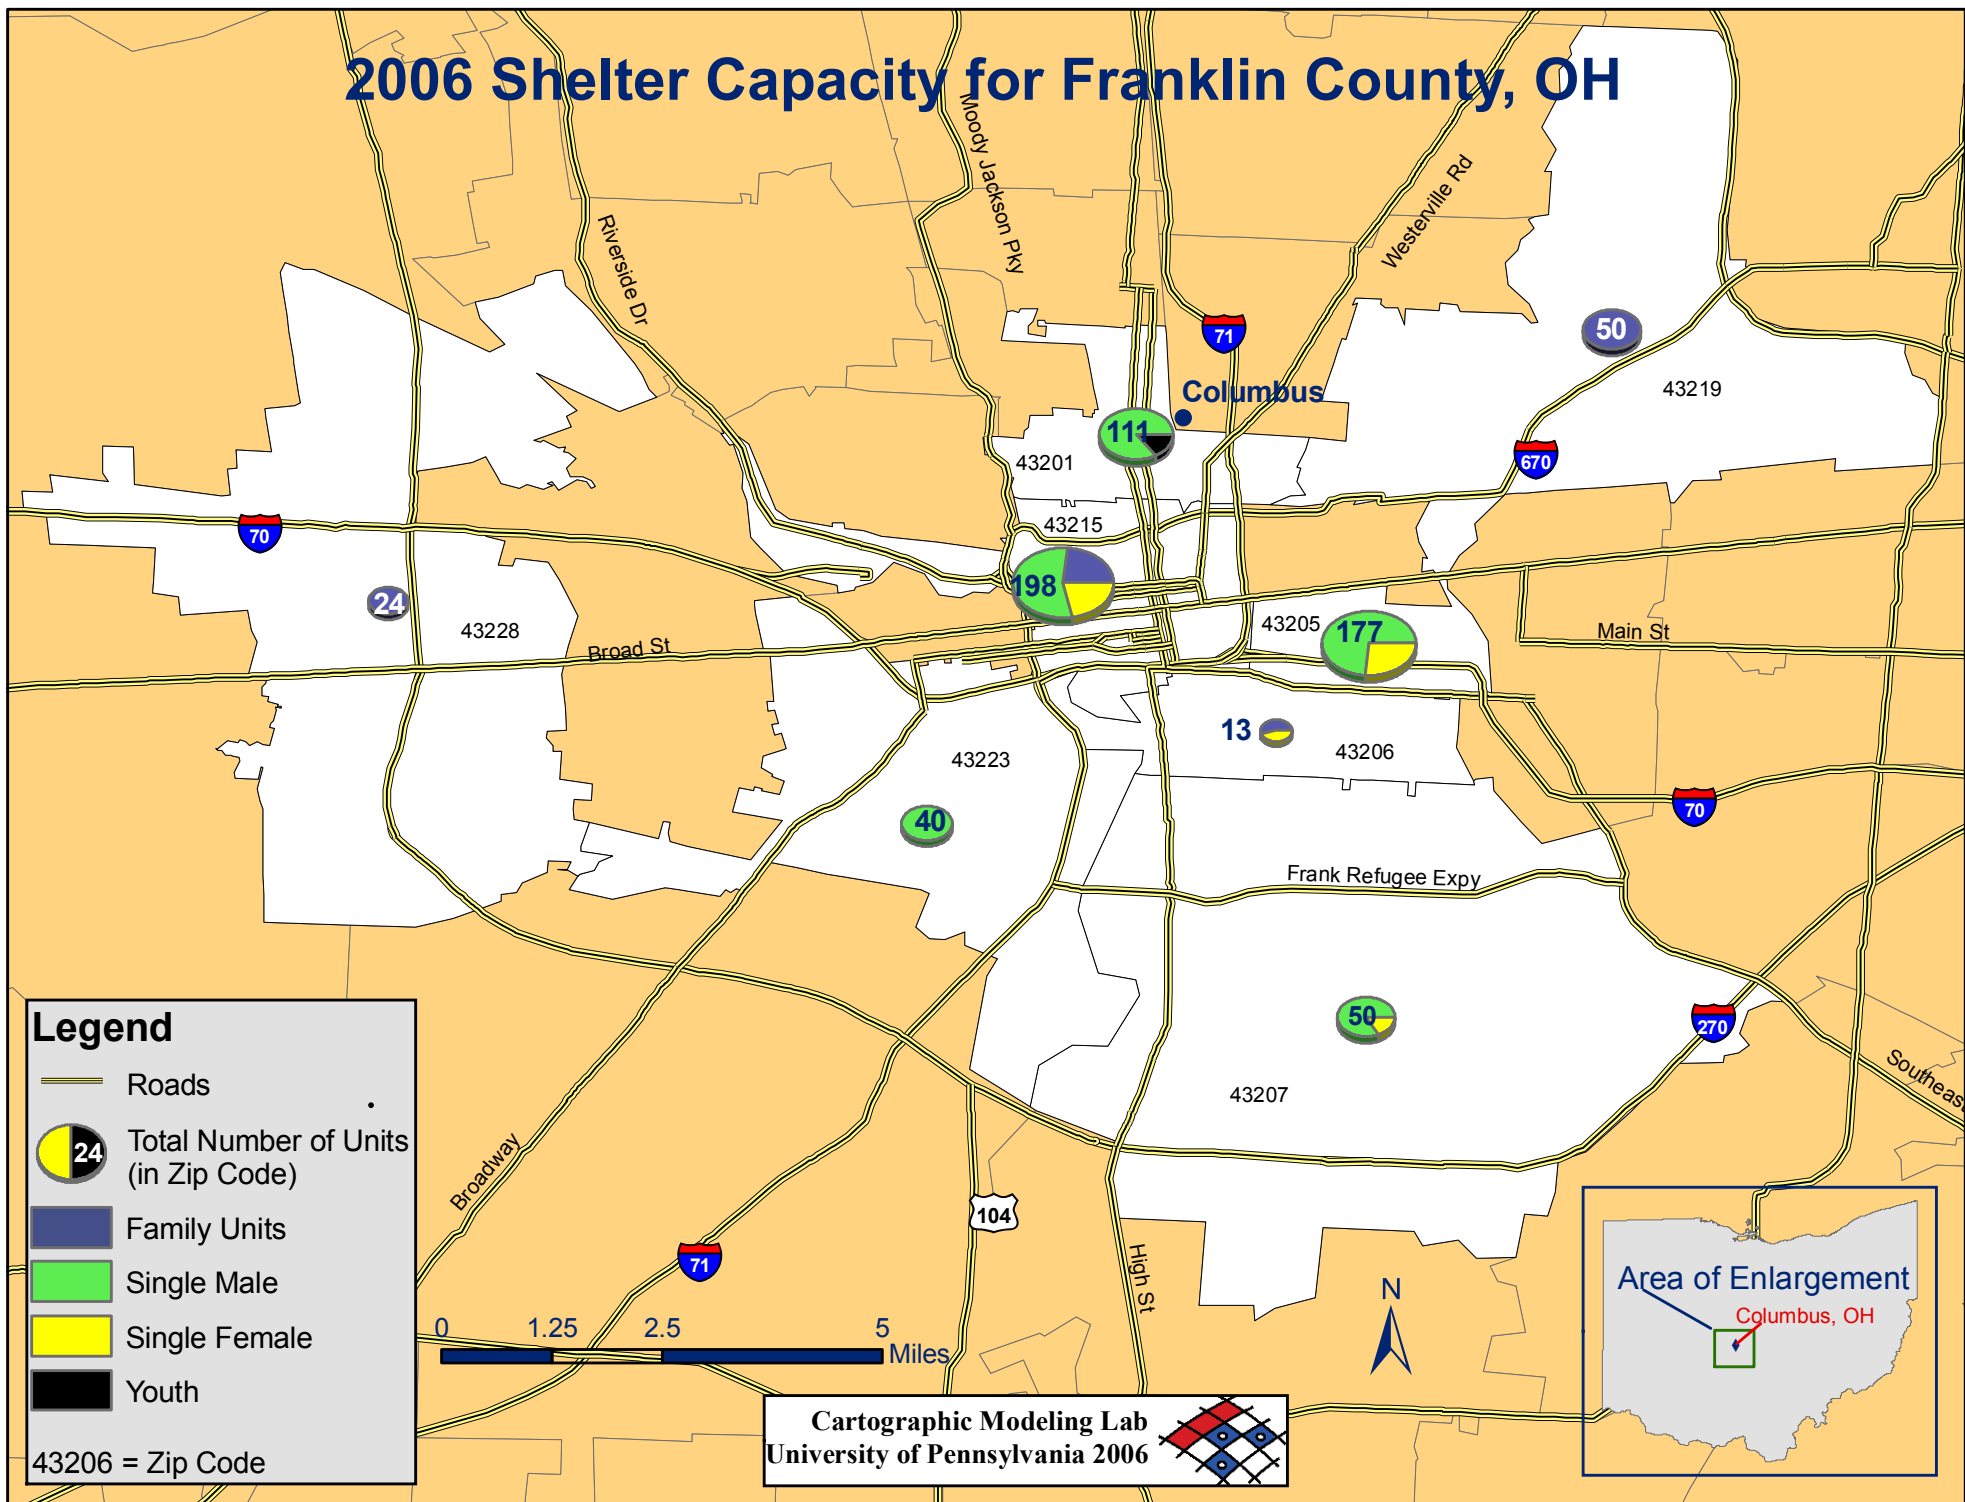 2006 Shelter Capacity for Franklin County, OH
Moody Jackson Pky
Westerville Rd
Riverside Dr
71
50
Columbus
43219
111
43201
670
43215
70
198
24
43228
43205
177
Main St
Broad St
13
43206
43223
40
70
Frank Refugee Expy
50
270
43207
Southeast
Broadway
104
71
High St
Legend
Roads
24
Total Number of Units
(in Zip Code)
Family Units
Single Male
Single Female
Youth
43206 = Zip Code
0 1.25 2.5 5
Miles
N
Cartographic Modeling Lab
University of Pennsylvania 2006
Area of Enlargement
Columbus, OH